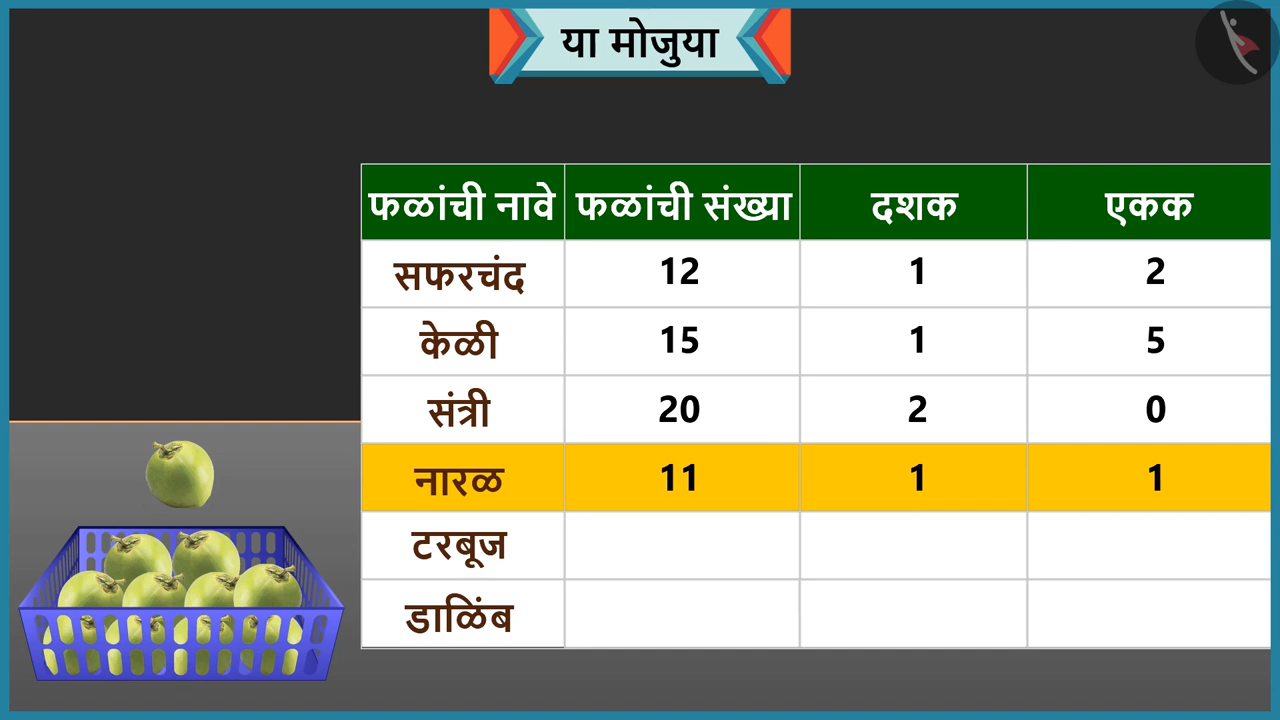 या मोजुया
फळांची नावे फळांची संख्या दशक एकक
सफरचंद 12 1 2
केळी 15 1 5
संत्री 20 2 0
नारळ 11 1 1
टरबूज
डाळिंब